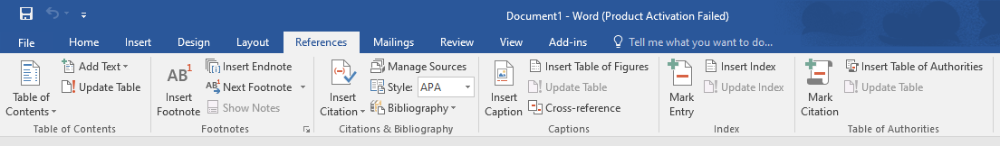 Document1 - Word (Product Activation Failed)
File Home Insert Design Layout References Mailings Review View Add-ins Tell me what you want to do...
Table of Contents
Add Text
Update Table
Table of Contents
AB1
Insert Footnote
Insert Endnote
Next Footnote
Show Notes
Footnotes
Insert Citation
Manage Sources
Style: APA
Bibliography
Citations & Bibliography
Insert Caption
Insert Table of Figures
Update Table
Cross-reference
Captions
Mark Entry
Insert Index
Update Index
Index
Mark Citation
Insert Table of Authorities
Update Table
Table of Authorities